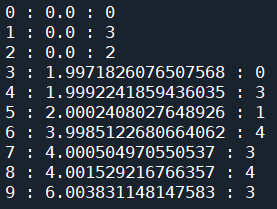 0 : 0.0 : 0
1 : 0.0 : 3
2 : 0.0 : 2
3 : 1.9971826076507568 : 0
4 : 1.9992241859436035 : 3
5 : 2.0002408027648926 : 1
6 : 3.9985122680664062 : 4
7 : 4.000504970550537 : 3
8 : 4.001529216766357 : 4
9 : 6.003831148147583 : 3